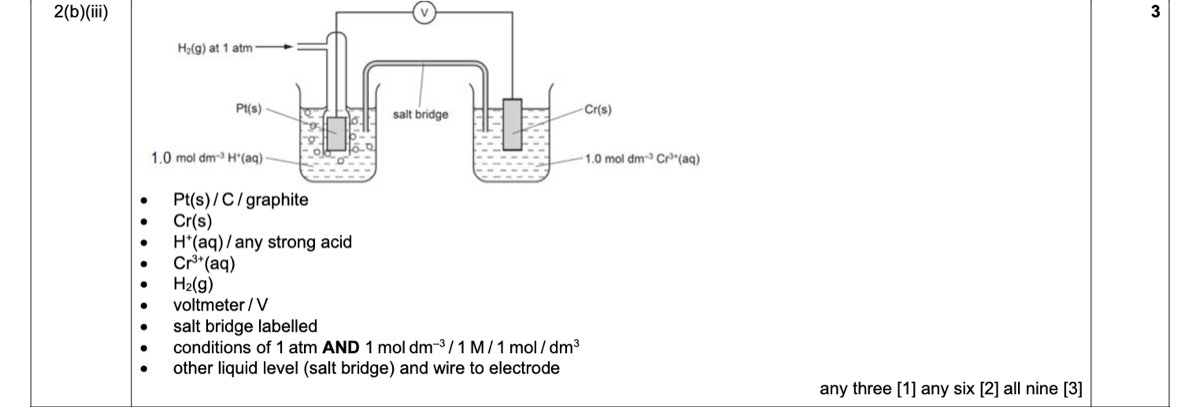 2(b)(iii)
3
V
H₂(g) at 1 atm
Pt(s)
salt bridge
Cr(s)
1.0 mol dm⁻³ H⁺(aq)
1.0 mol dm⁻³ Cr³⁺(aq)
• Pt(s) / C / graphite
• Cr(s)
• H⁺(aq) / any strong acid
• Cr³⁺(aq)
• H₂(g)
• voltmeter / V
• salt bridge labelled
• conditions of 1 atm AND 1 mol dm⁻³ / 1 M / 1 mol / dm³
• other liquid level (salt bridge) and wire to electrode
any three [1] any six [2] all nine [3]